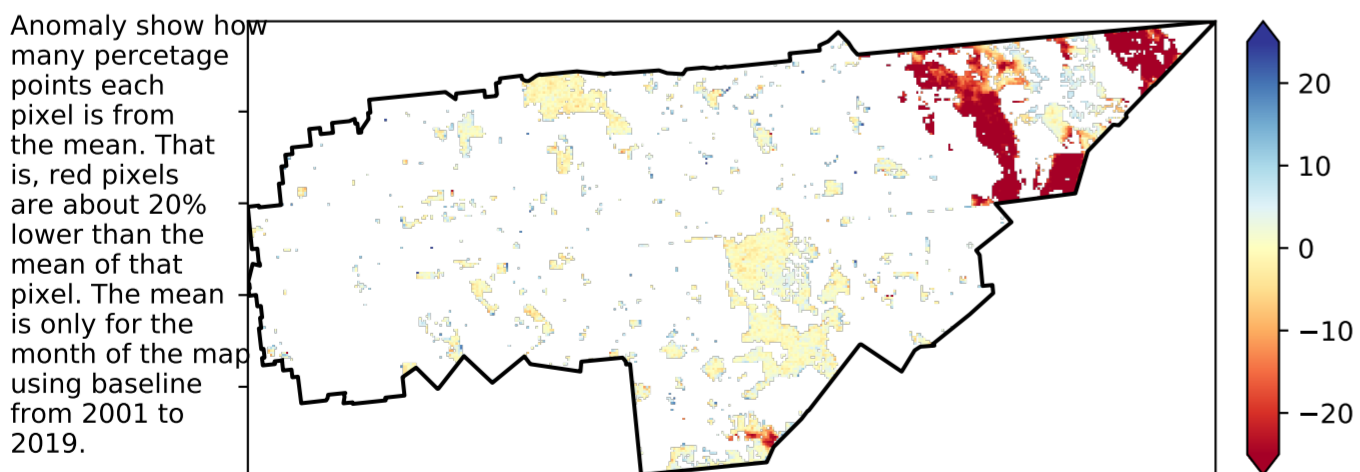 Anomaly show how
many percetage
points each
pixel is from
the mean. That
is, red pixels
are about 20%
lower than the
mean of that
pixel. The mean
is only for the
month of the map
using baseline
from 2001 to
2019.
20
10
0
−10
−20